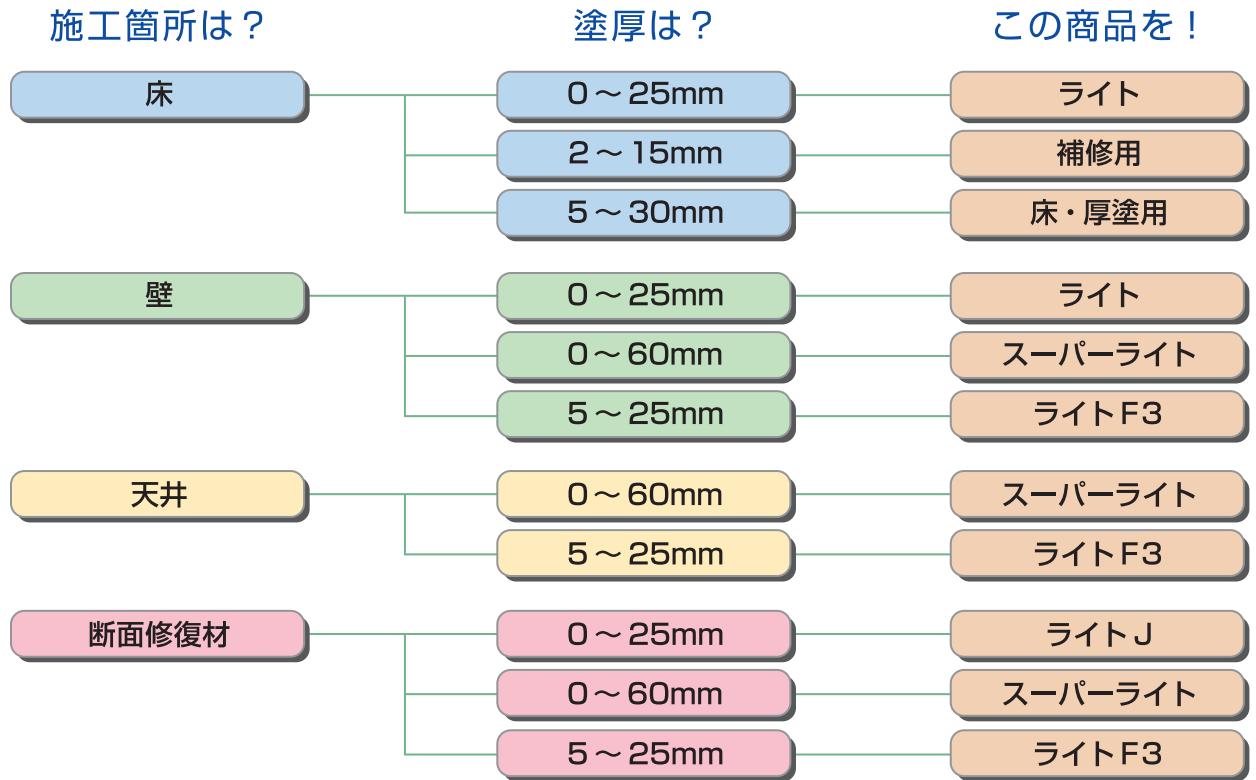 施工箇所は？ 塗厚は？ この商品を！
床 0～25mm ライト
2～15mm 補修用
5～30mm 床・厚塗用
壁 0～25mm ライト
0～60mm スーパーライト
5～25mm ライトF3
天井 0～60mm スーパーライト
5～25mm ライトF3
断面修復材 0～25mm ライトJ
0～60mm スーパーライト
5～25mm ライトF3